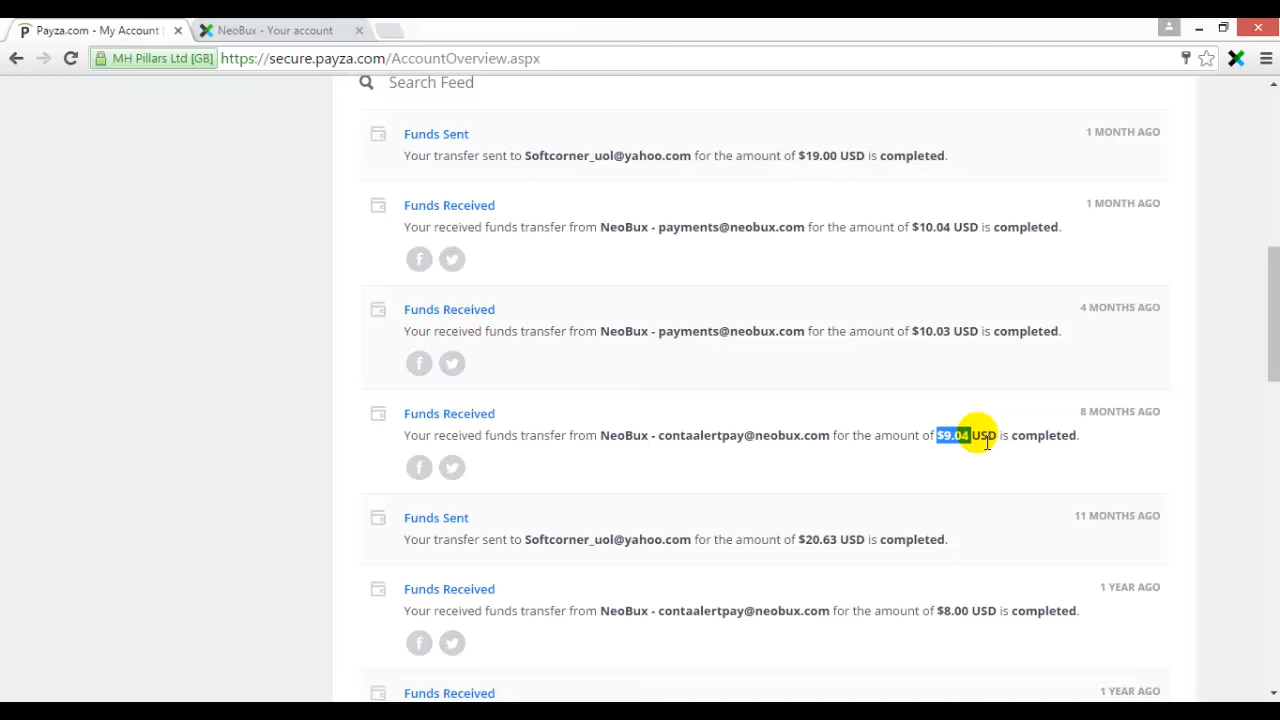 Payza.com - My Account
NeoBux - Your account
MH Pillars Ltd [GB]
https://secure.payza.com/AccountOverview.aspx
Search Feed
Funds Sent
1 MONTH AGO
Your transfer sent to Softcorner_uol@yahoo.com for the amount of $19.00 USD is completed.
Funds Received
1 MONTH AGO
Your received funds transfer from NeoBux - payments@neobux.com for the amount of $10.04 USD is completed.
Funds Received
4 MONTHS AGO
Your received funds transfer from NeoBux - payments@neobux.com for the amount of $10.03 USD is completed.
Funds Received
8 MONTHS AGO
Your received funds transfer from NeoBux - contaalertpay@neobux.com for the amount of $9.04 USD is completed.
Funds Sent
11 MONTHS AGO
Your transfer sent to Softcorner_uol@yahoo.com for the amount of $20.63 USD is completed.
Funds Received
1 YEAR AGO
Your received funds transfer from NeoBux - contaalertpay@neobux.com for the amount of $8.00 USD is completed.
Funds Received
1 YEAR AGO